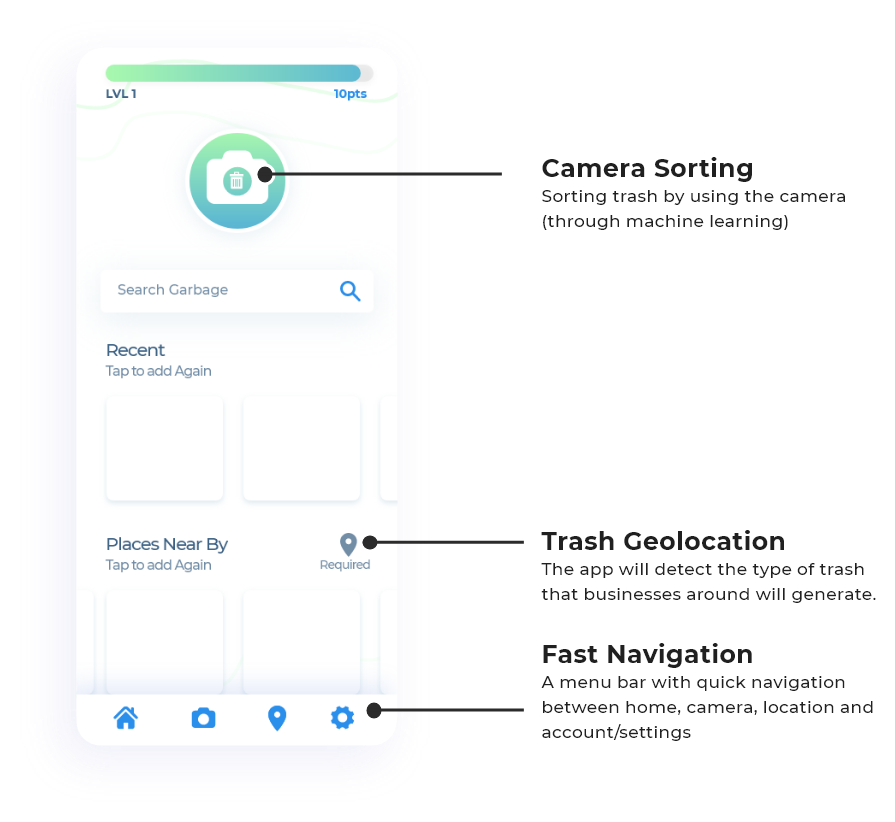 LVL 1
10pts
Camera Sorting
Sorting trash by using the camera
(through machine learning)
Search Garbage
Recent
Tap to add Again
Places Near By
Tap to add Again
Required
Trash Geolocation
The app will detect the type of trash
that businesses around will generate.
Fast Navigation
A menu bar with quick navigation
between home, camera, location and
account/settings